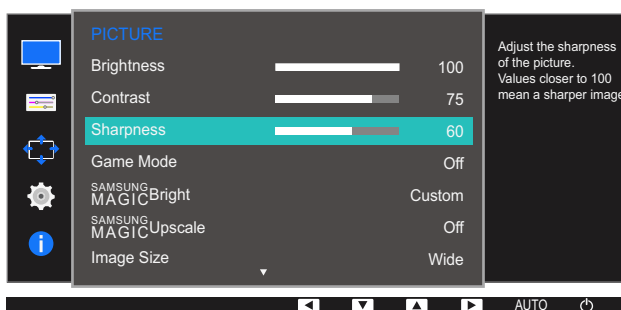 PICTURE
Brightness 100
Contrast 75
Sharpness 60
Game Mode Off
SAMSUNG MAGIC Bright Custom
SAMSUNG MAGIC Upscale Off
Image Size Wide
Adjust the sharpness
of the picture.
Values closer to 100
mean a sharper image
AUTO